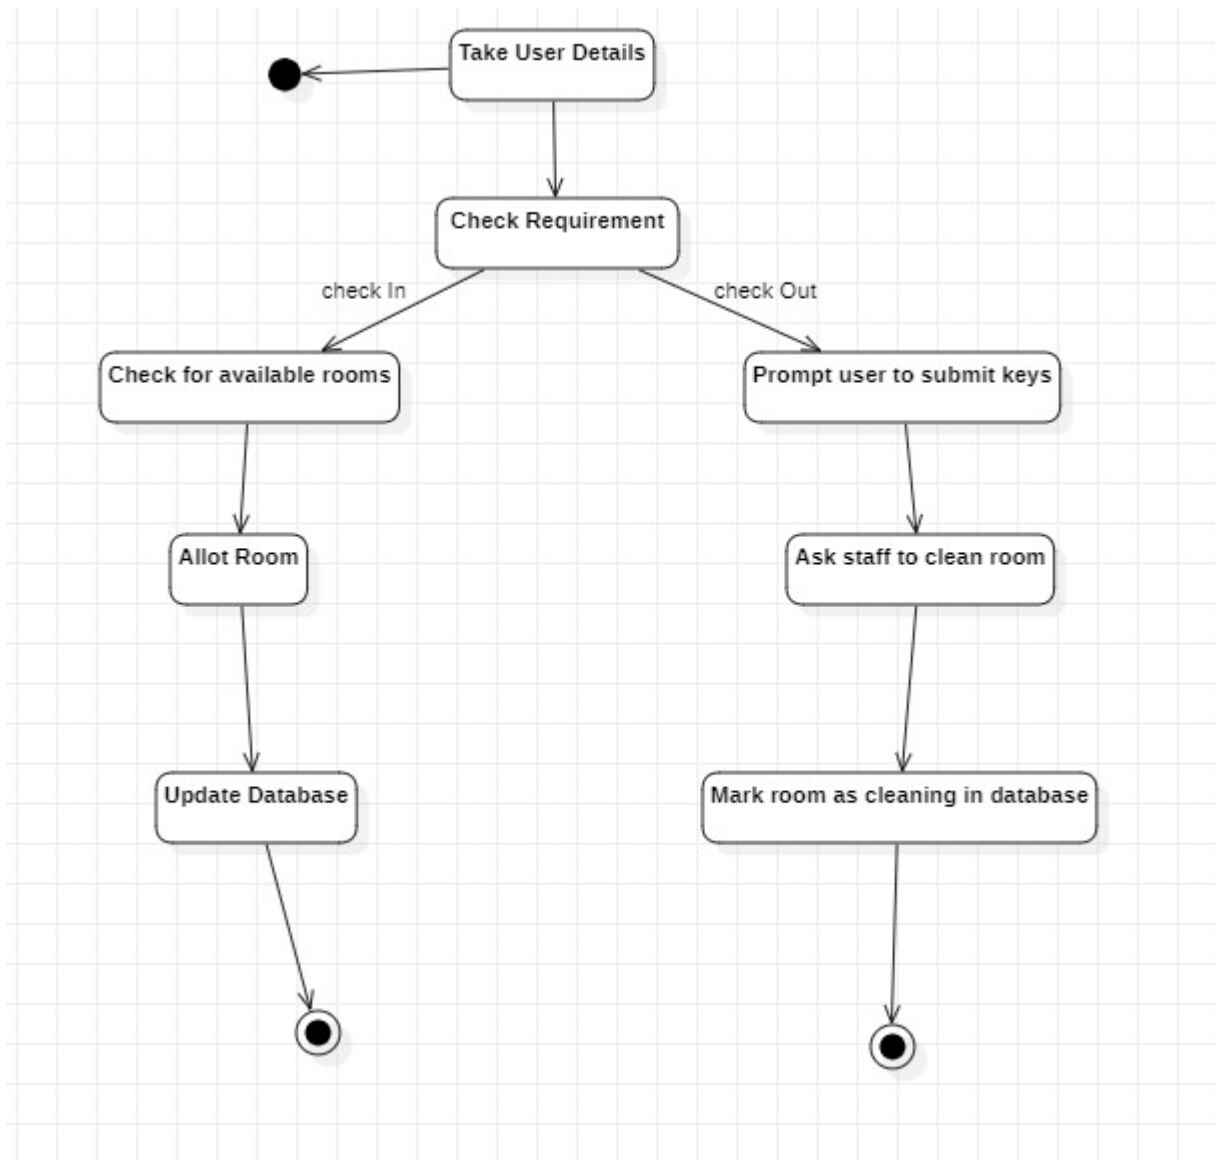 Take User Details
Check Requirement
check In
check Out
Check for available rooms
Prompt user to submit keys
Allot Room
Ask staff to clean room
Update Database
Mark room as cleaning in database